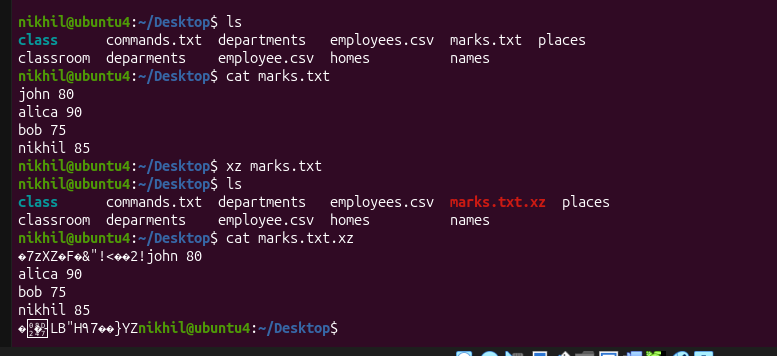 nikhil@ubuntu4:~/Desktop$ ls
class commands.txt departments employees.csv marks.txt places
classroom deparments employee.csv homes names
nikhil@ubuntu4:~/Desktop$ cat marks.txt
john 80
alica 90
bob 75
nikhil 85
nikhil@ubuntu4:~/Desktop$ xz marks.txt
nikhil@ubuntu4:~/Desktop$ ls
class commands.txt departments employees.csv marks.txt.xz places
classroom deparments employee.csv homes names
nikhil@ubuntu4:~/Desktop$ cat marks.txt.xz
�7zXZ�F�&"!<��2!john 80
alica 90
bob 75
nikhil 85
�LB"H٩7��}YZnikhil@ubuntu4:~/Desktop$